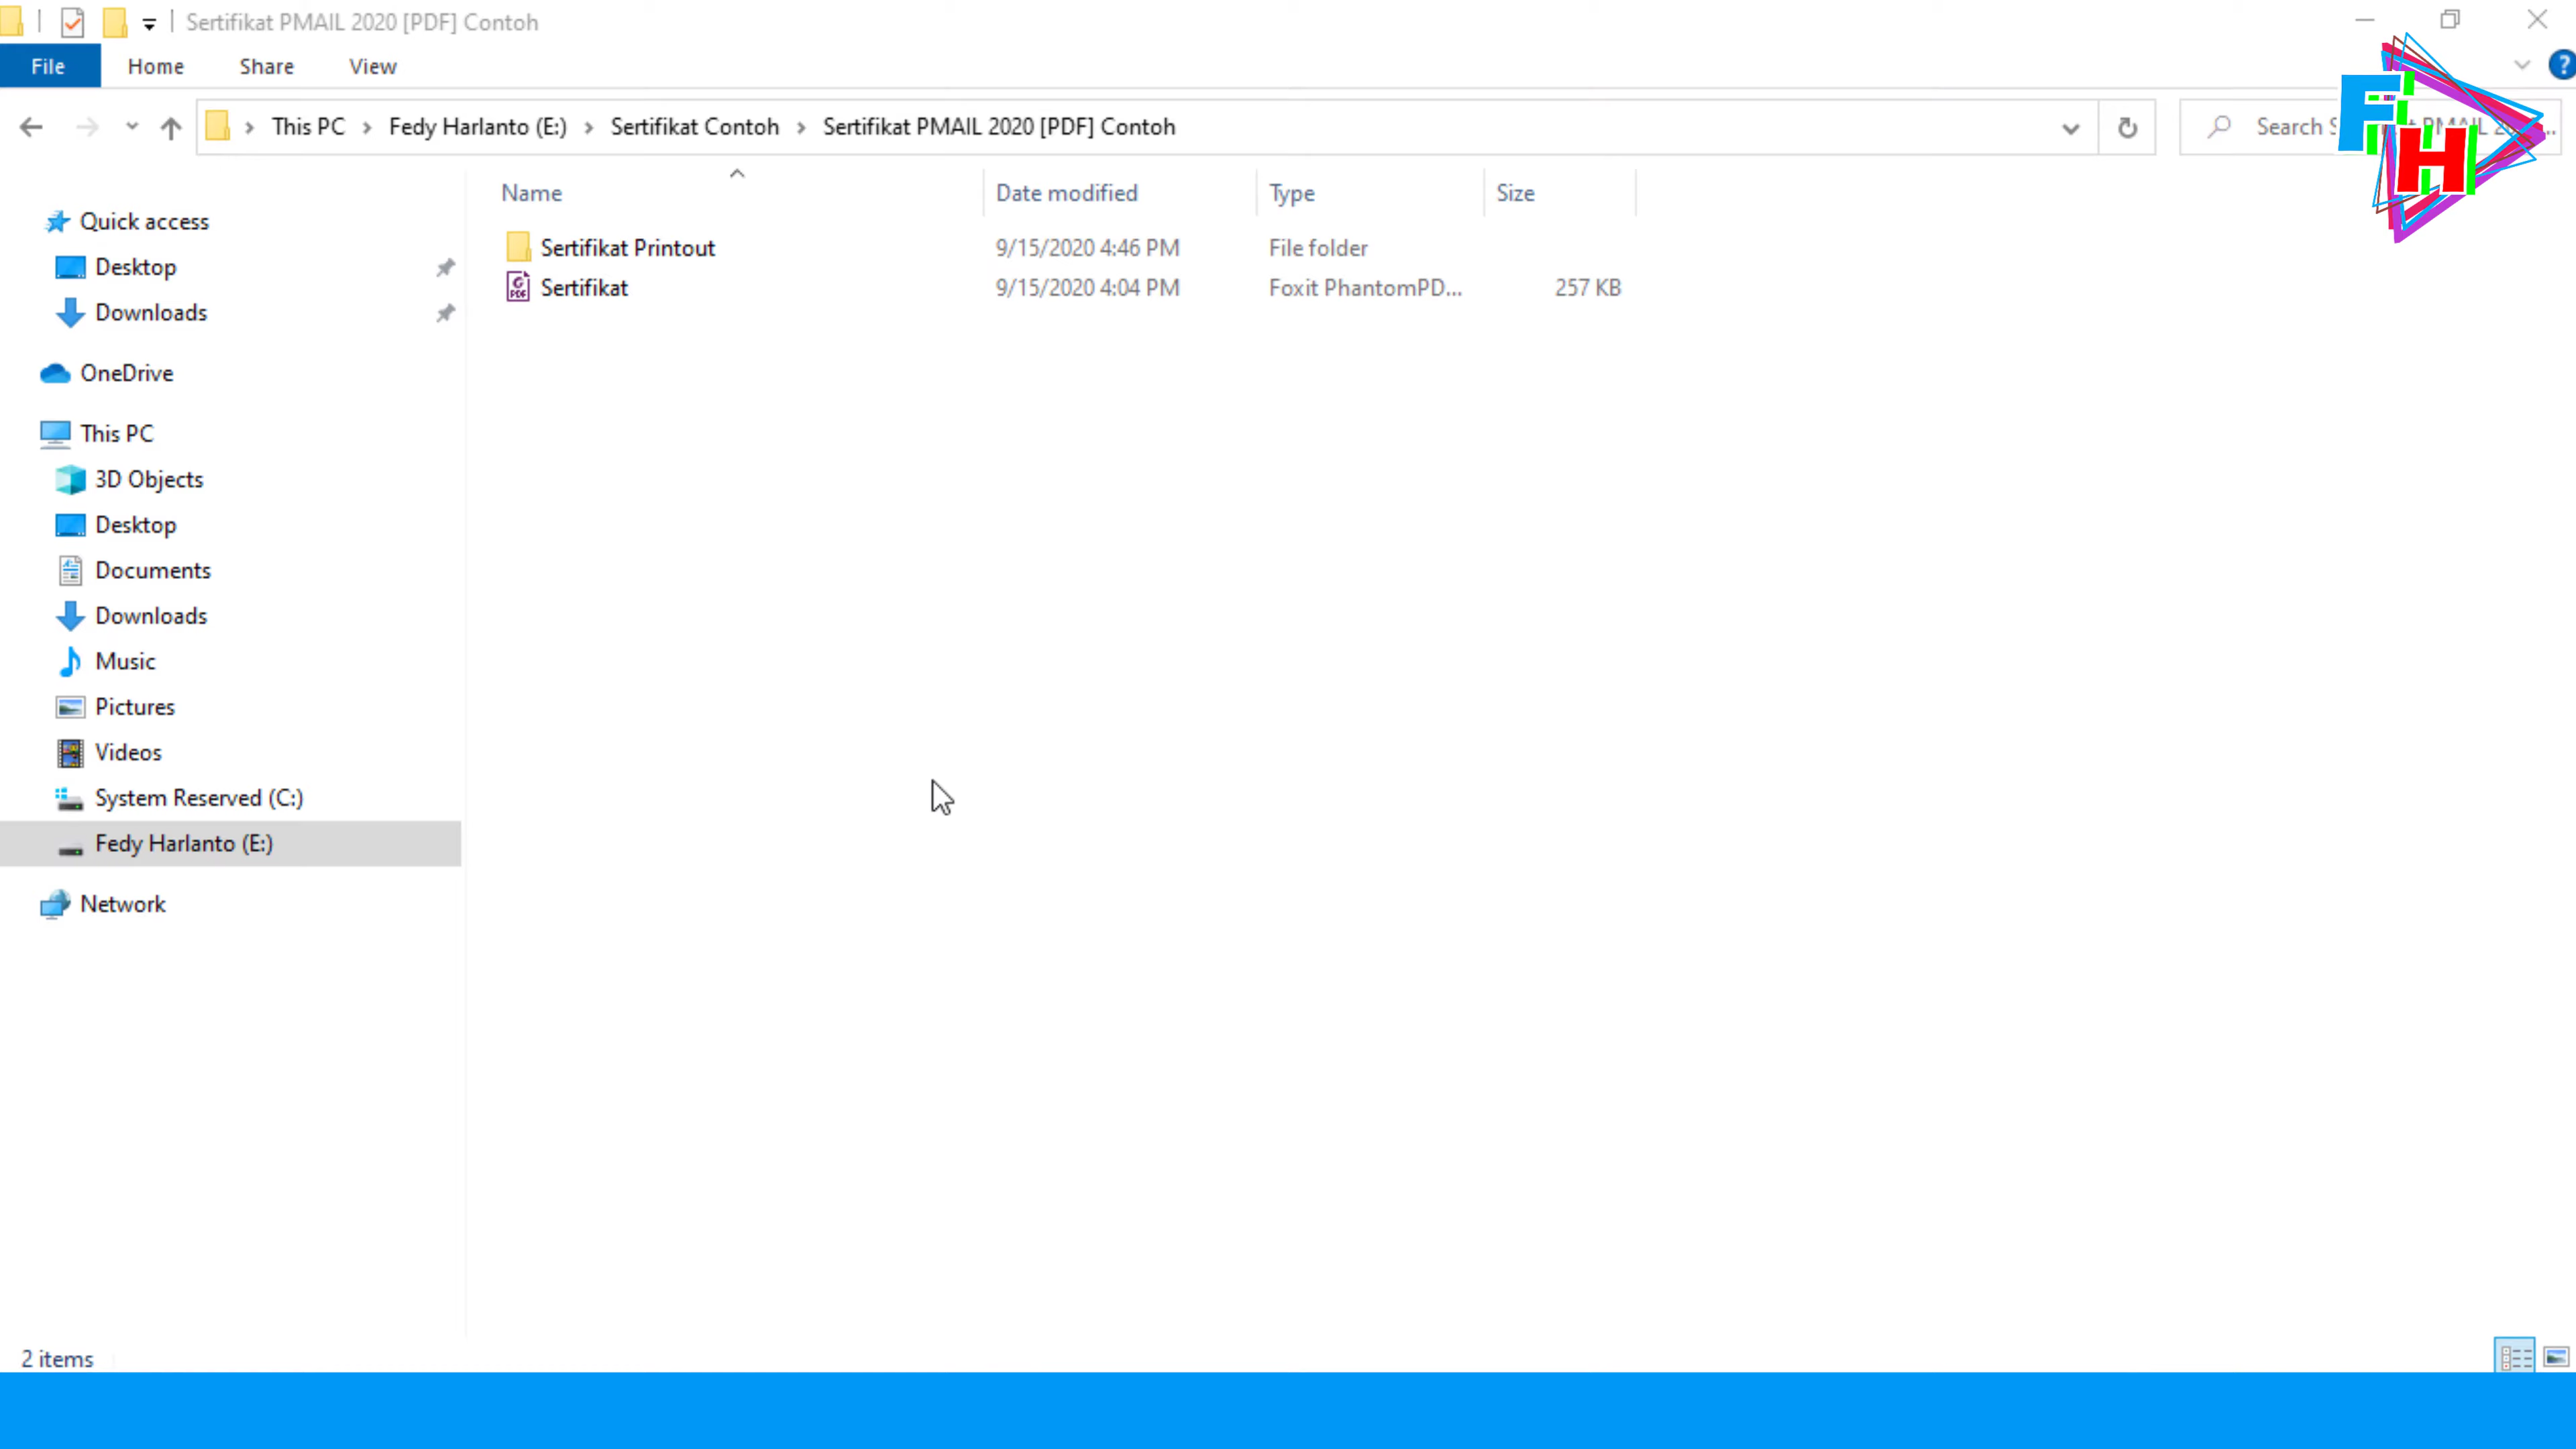 Sertifikat PMAIL 2020 [PDF] Contoh
File Home Share View
?
This PC > Fedy Harlanto (E:) > Sertifikat Contoh > Sertifikat PMAIL 2020 [PDF] Contoh
Search S
PMAIL 2
FH
Name Date modified Type Size
Sertifikat Printout 9/15/2020 4:46 PM File folder
Sertifikat 9/15/2020 4:04 PM Foxit PhantomPD... 257 KB
Quick access
Desktop
Downloads
OneDrive
This PC
3D Objects
Desktop
Documents
Downloads
Music
Pictures
Videos
System Reserved (C:)
Fedy Harlanto (E:)
Network
2 items